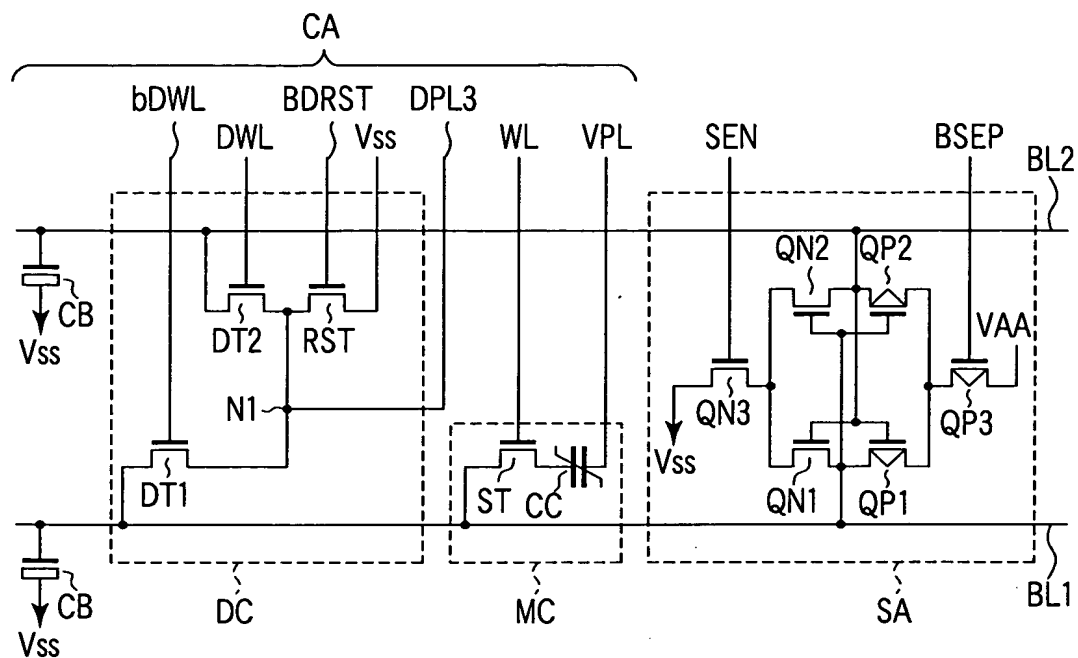 CA
bDWL
BDRST
DPL3
DWL
Vss
WL
VPL
SEN
BSEP
BL2
QN2
QP2
CB
DT2
RST
VAA
Vss
N1
QN3
QP3
Vss
DT1
ST
CC
QN1
QP1
CB
DC
MC
SA
BL1
Vss